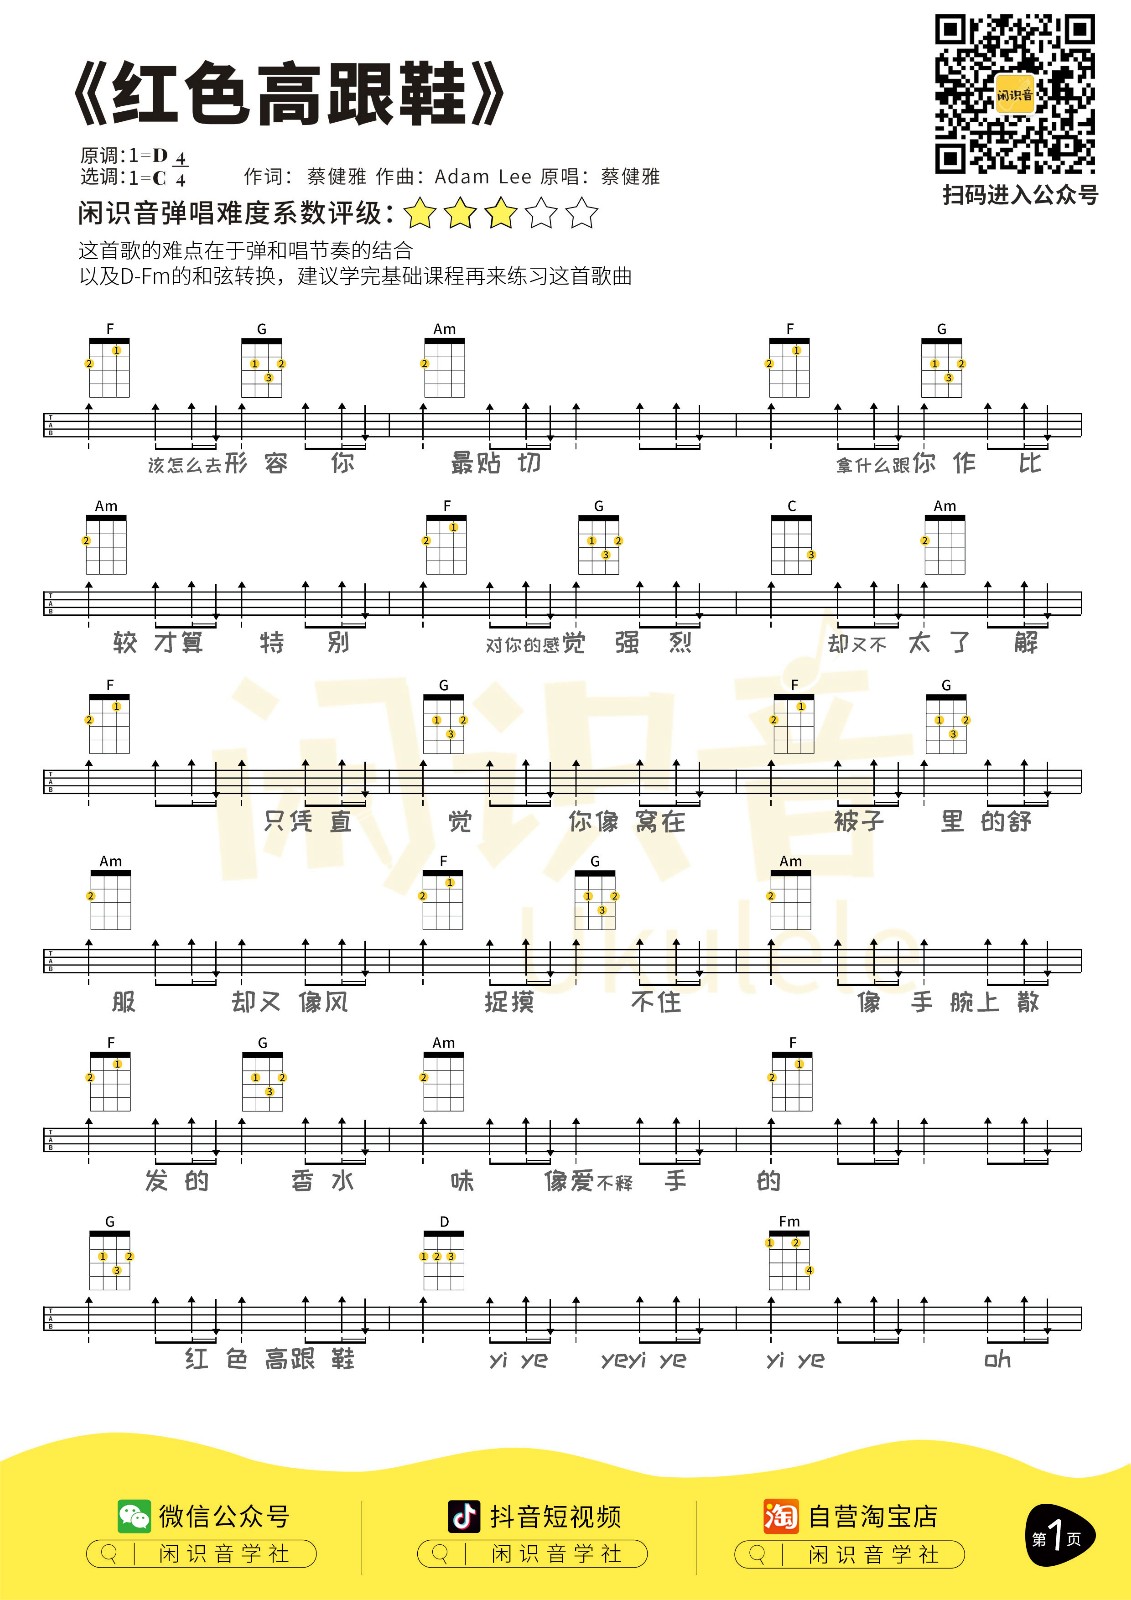 《红色高跟鞋》
闲识音
扫码进入公众号
原调:1=D 4/4
选调:1=C
作词： 蔡健雅 作曲：Adam Lee 原唱：蔡健雅
闲识音弹唱难度系数评级：
这首歌的难点在于弹和唱节奏的结合
以及D-Fm的和弦转换，建议学完基础课程再来练习这首歌曲
F G Am F G
该怎么去形 容 你 最贴 切 拿什么跟你 作 比
Am F G C Am
较 才算 特 别 对你的感觉 强 烈 却又不 太 了 解
F G F G
只凭 直 觉 你像 窝在 被子 里 的舒
Am F G Am
服 却又 像风 捉摸 不住 像 手 腕上 散
F G Am F
发 的 香 水 味 像爱不释 手 的
G D Fm
红 色 高跟 鞋 yi ye yeyi ye yi ye oh
闲识音
Ukulele
微信公众号 抖音短视频 自营淘宝店
闲识音学社 闲识音学社 闲识音学社
第1页